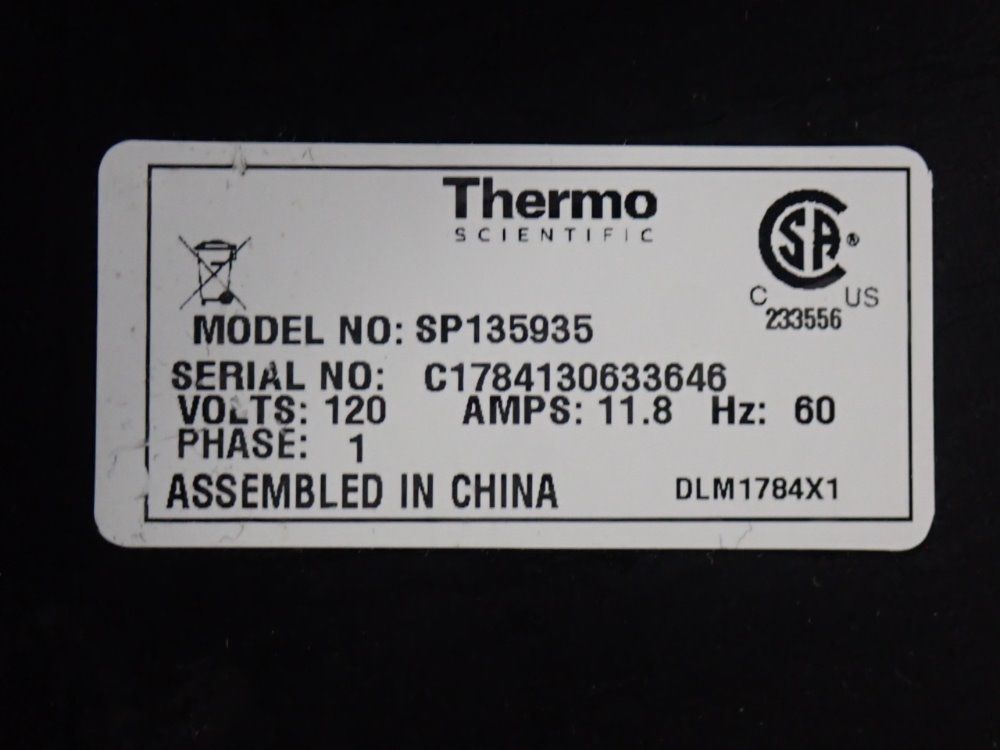 Thermo
SCIENTIFIC
SA ®
C US
233556
MODEL NO: SP135935
SERIAL NO: C1784130633646
VOLTS: 120 AMPS: 11.8 Hz: 60
PHASE: 1
ASSEMBLED IN CHINA DLM1784X1